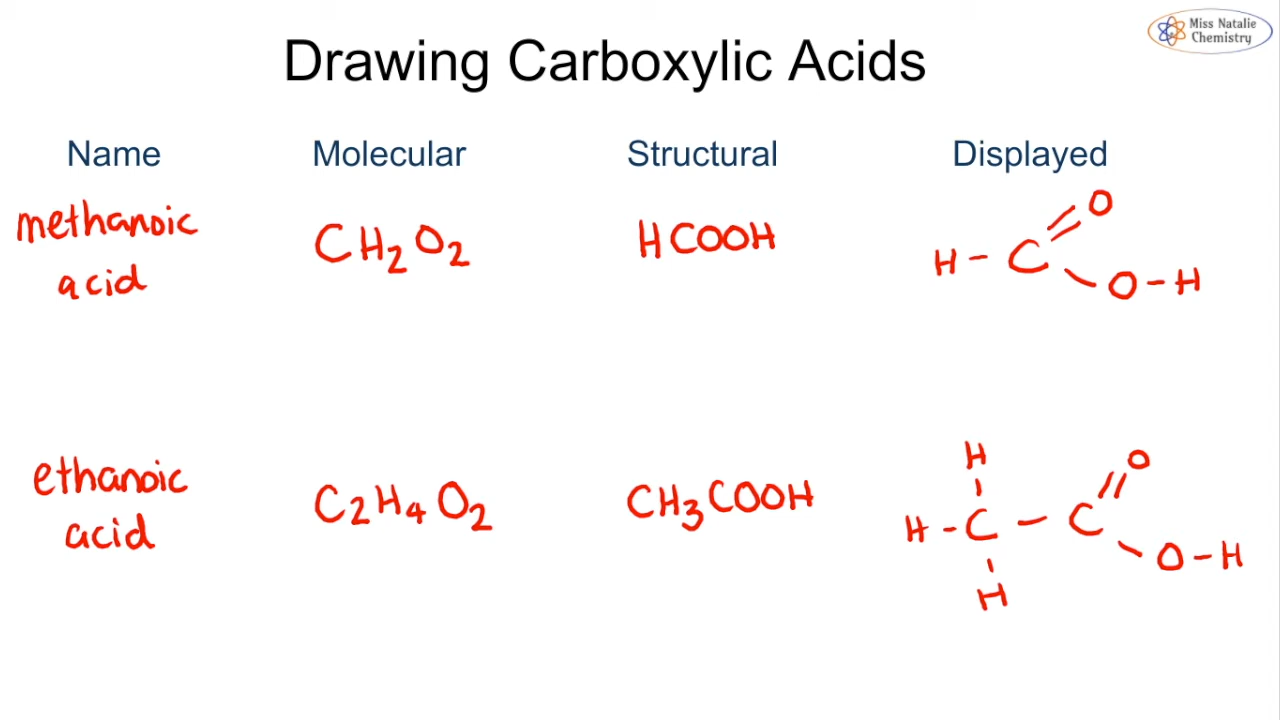 Miss Natalie
Chemistry
Drawing Carboxylic Acids
Name Molecular Structural Displayed
methanoic
acid
CH₂O₂
HCOOH
O
H - C
O - H
ethanoic
acid
C₂H₄O₂
CH₃COOH
H
O
H - C - C
O - H
H